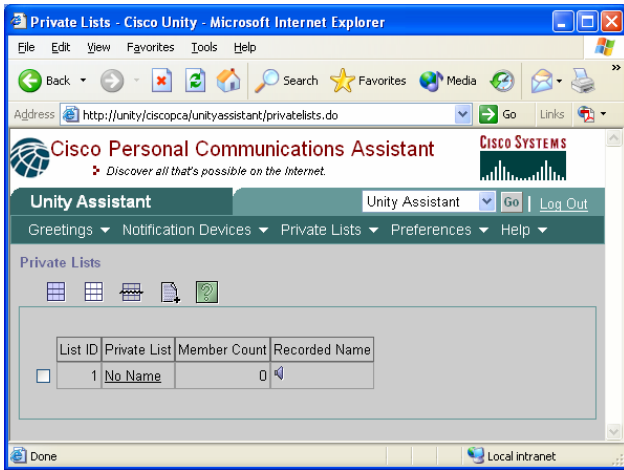 Private Lists - Cisco Unity - Microsoft Internet Explorer
File Edit View Favorites Tools Help
Back Search Favorites Media »
Address http://unity/ciscopca/unityassistant/privatelists.do Go Links
Cisco Personal Communications Assistant
Discover all that's possible on the Internet.
CISCO SYSTEMS
Unity Assistant Unity Assistant Go | Log Out
Greetings Notification Devices Private Lists Preferences Help
Private Lists
?
List ID Private List Member Count Recorded Name
1 No Name 0
Done Local intranet